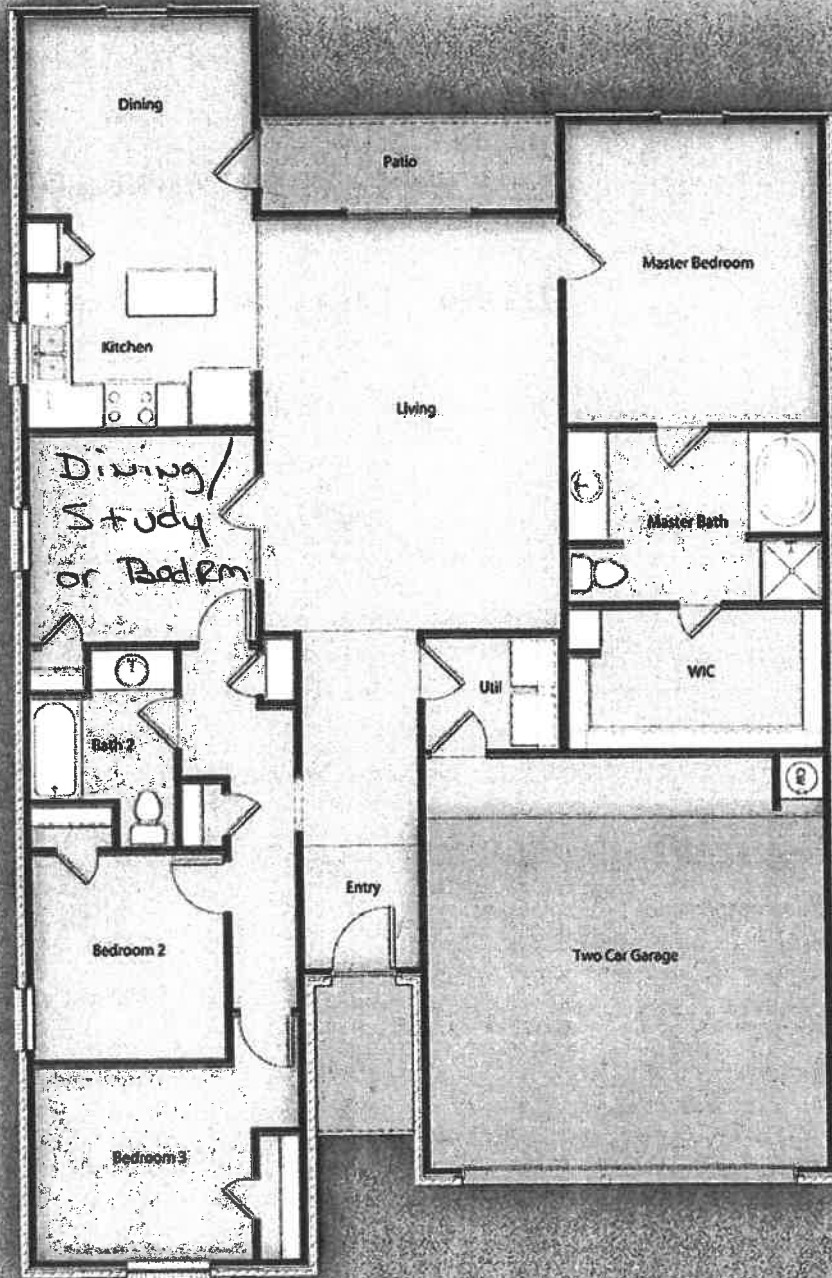 Dining
Patio
Master Bedroom
Kitchen
Living
Dining/
Study
or BedRm
Master Bath
WIC
Util
Bath 2
Entry
Bedroom 2
Two Car Garage
Bedroom 3